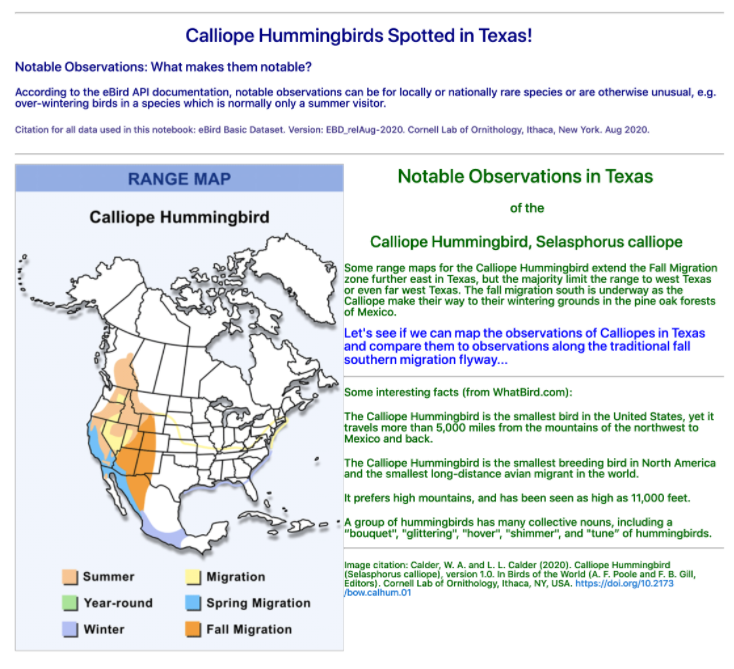 Calliope Hummingbirds Spotted in Texas!
Notable Observations: What makes them notable?
According to the eBird API documentation, notable observations can be for locally or nationally rare species or are otherwise unusual, e.g.
over-wintering birds in a species which is normally only a summer visitor.
Citation for all data used in this notebook: eBird Basic Dataset. Version: EBD_relAug-2020. Cornell Lab of Ornithology, Ithaca, New York. Aug 2020.
RANGE MAP
Calliope Hummingbird
Summer
Migration
Year-round
Spring Migration
Winter
Fall Migration
Notable Observations in Texas
of the
Calliope Hummingbird, Selasphorus calliope
Some range maps for the Calliope Hummingbird extend the Fall Migration
zone further east in Texas, but the majority limit the range to west Texas
or even far west Texas. The fall migration south is underway as the
Calliope make their way to their wintering grounds in the pine oak forests
of Mexico.
Let's see if we can map the observations of Calliopes in Texas
and compare them to observations along the traditional fall
southern migration flyway...
Some interesting facts (from WhatBird.com):
The Calliope Hummingbird is the smallest bird in the United States, yet it
travels more than 5,000 miles from the mountains of the northwest to
Mexico and back.
The Calliope Hummingbird is the smallest breeding bird in North America
and the smallest long-distance avian migrant in the world.
It prefers high mountains, and has been seen as high as 11,000 feet.
A group of hummingbirds has many collective nouns, including a
"bouquet", "glittering", "hover", "shimmer", and "tune" of hummingbirds.
Image citation: Calder, W. A. and L. L. Calder (2020). Calliope Hummingbird
(Selasphorus calliope), version 1.0. In Birds of the World (A. F. Poole and F. B. Gill,
Editors). Cornell Lab of Ornithology, Ithaca, NY, USA. https://doi.org/10.2173
/bow.calhum.01